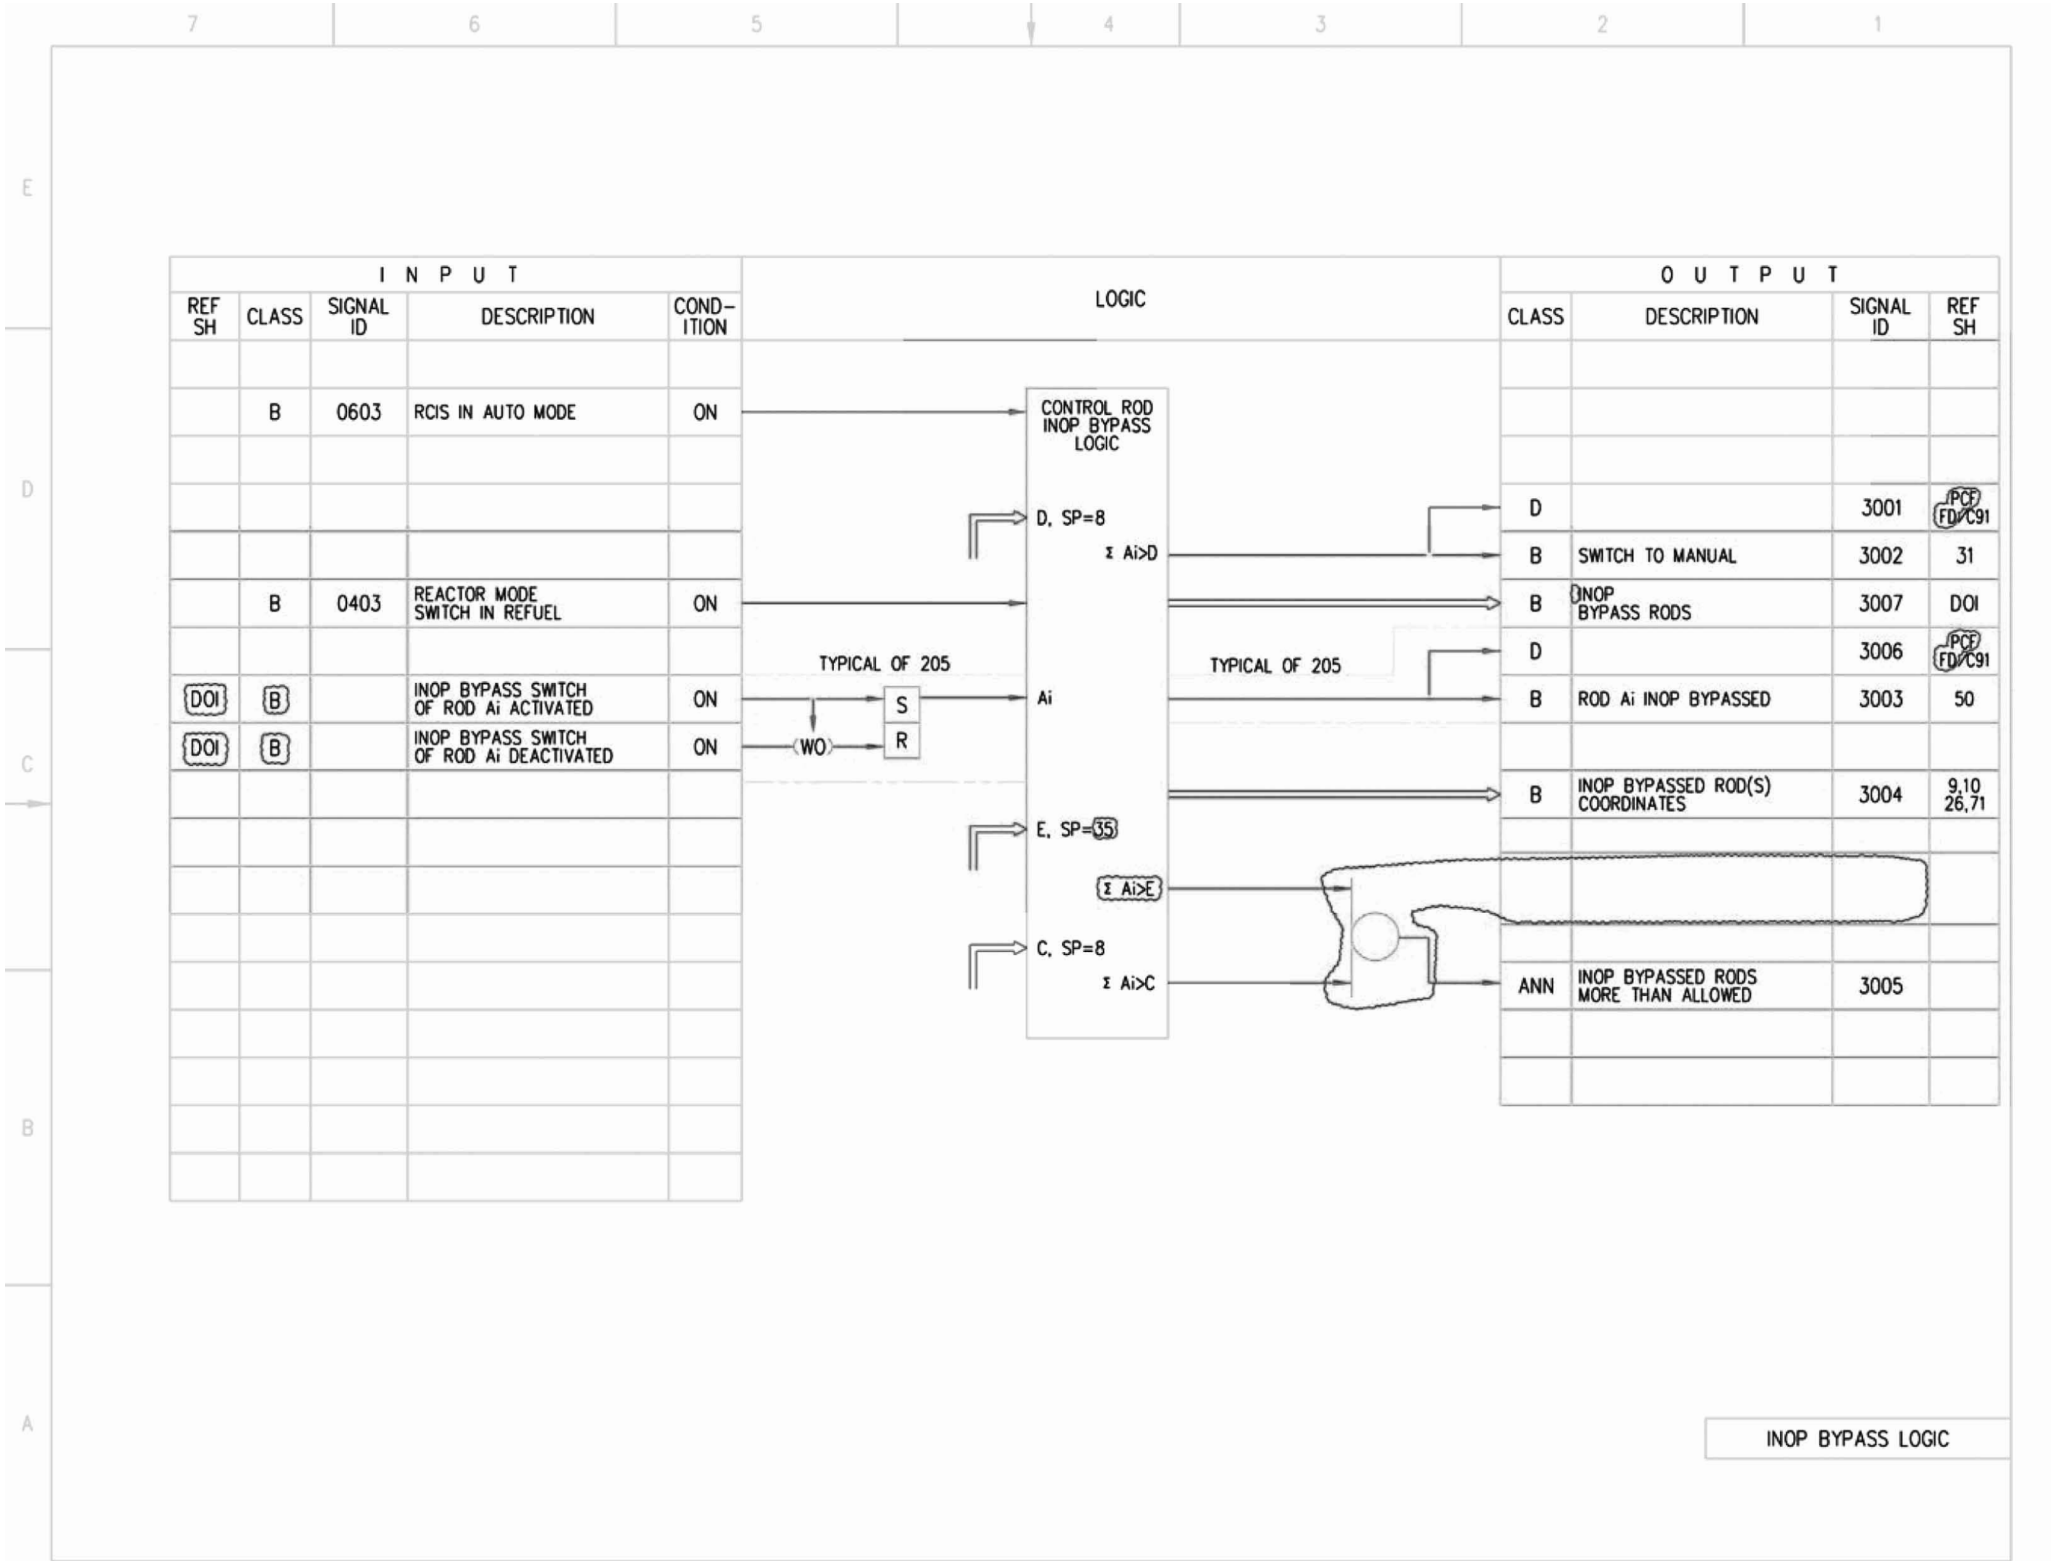 7 6 5 4 3 2 1
E
D
C
B
A
I N P U T
LOGIC
O U T P U T
REF SH
CLASS
SIGNAL ID
DESCRIPTION
COND-ITION
CLASS
DESCRIPTION
SIGNAL ID
REF SH
B 0603 RCIS IN AUTO MODE ON
CONTROL ROD
INOP BYPASS
LOGIC
D, SP=8
Σ Ai>D
D 3001 PCF
FD/C91
B SWITCH TO MANUAL 3002 31
B 0403 REACTOR MODE
SWITCH IN REFUEL ON
B INOP
BYPASS RODS 3007 DOI
TYPICAL OF 205
TYPICAL OF 205
D 3006 PCF
FD/C91
DOI B INOP BYPASS SWITCH
OF ROD Ai ACTIVATED ON
S
Ai
B ROD Ai INOP BYPASSED 3003 50
DOI B INOP BYPASS SWITCH
OF ROD Ai DEACTIVATED ON
(WO)
R
B INOP BYPASSED ROD(S)
COORDINATES 3004 9,10
26,71
E, SP=35
Σ Ai>E
C, SP=8
Σ Ai>C
ANN INOP BYPASSED RODS
MORE THAN ALLOWED 3005
INOP BYPASS LOGIC